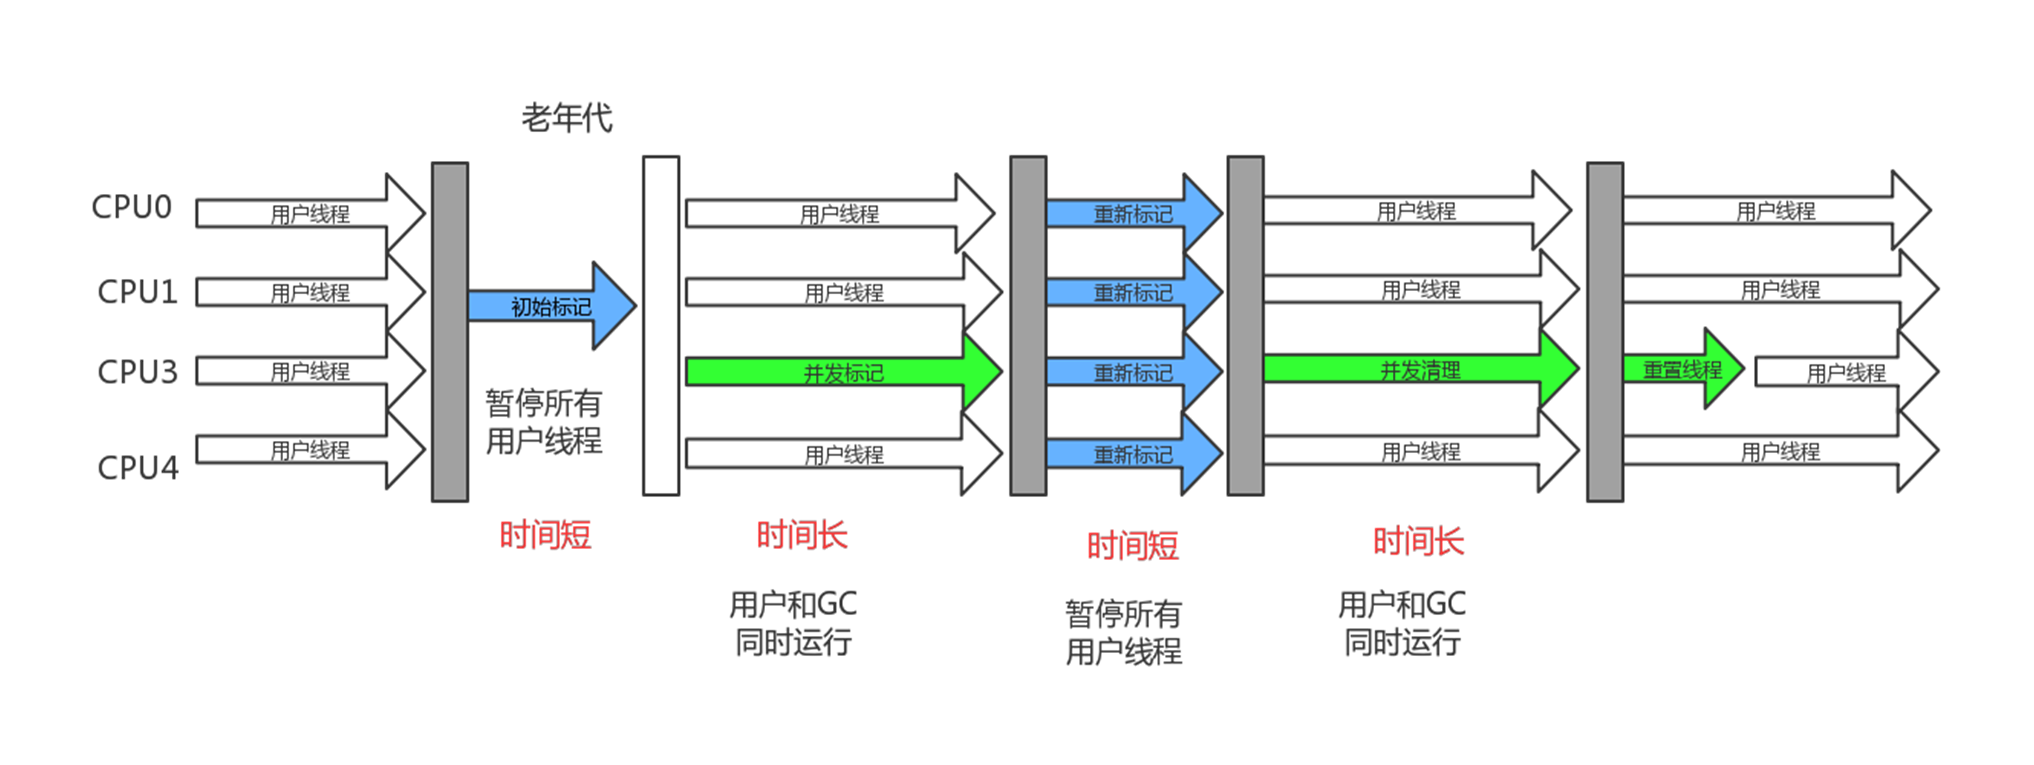 老年代
CPU0
用户线程
用户线程
重新标记
用户线程
用户线程
CPU1
用户线程
初始标记
用户线程
重新标记
用户线程
用户线程
CPU3
用户线程
并发标记
重新标记
并发清理
重置线程
用户线程
CPU4
用户线程
用户线程
重新标记
用户线程
用户线程
暂停所有
用户线程
时间短
时间长
时间短
时间长
用户和GC
同时运行
暂停所有
用户线程
用户和GC
同时运行